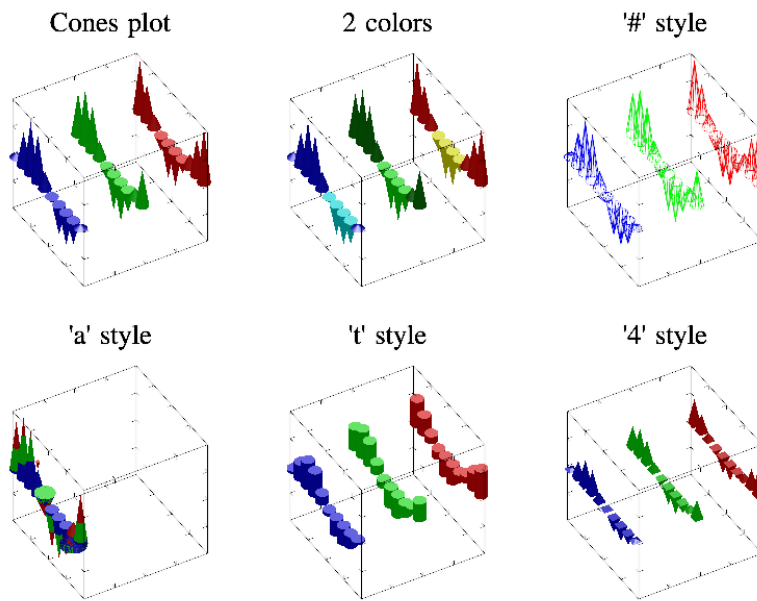 Cones plot
2 colors
'#' style
'a' style
't' style
'4' style